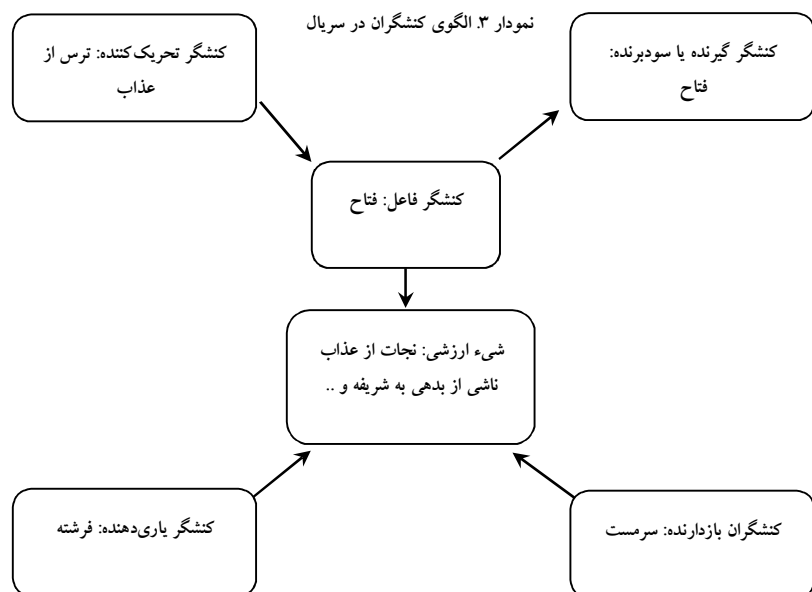 نمودار ۳. الگوی کنشگران در سریال
کنشگر گیرنده یا سودبرنده:
فتاح
کنشگر تحریک‌کننده: ترس از
عذاب
کنشگر فاعل: فتاح
شیء ارزشی: نجات از عذاب
ناشی از بدهی به شریفه و ..
کنشگران بازدارنده: سرمست
کنشگر یاری‌دهنده: فرشته